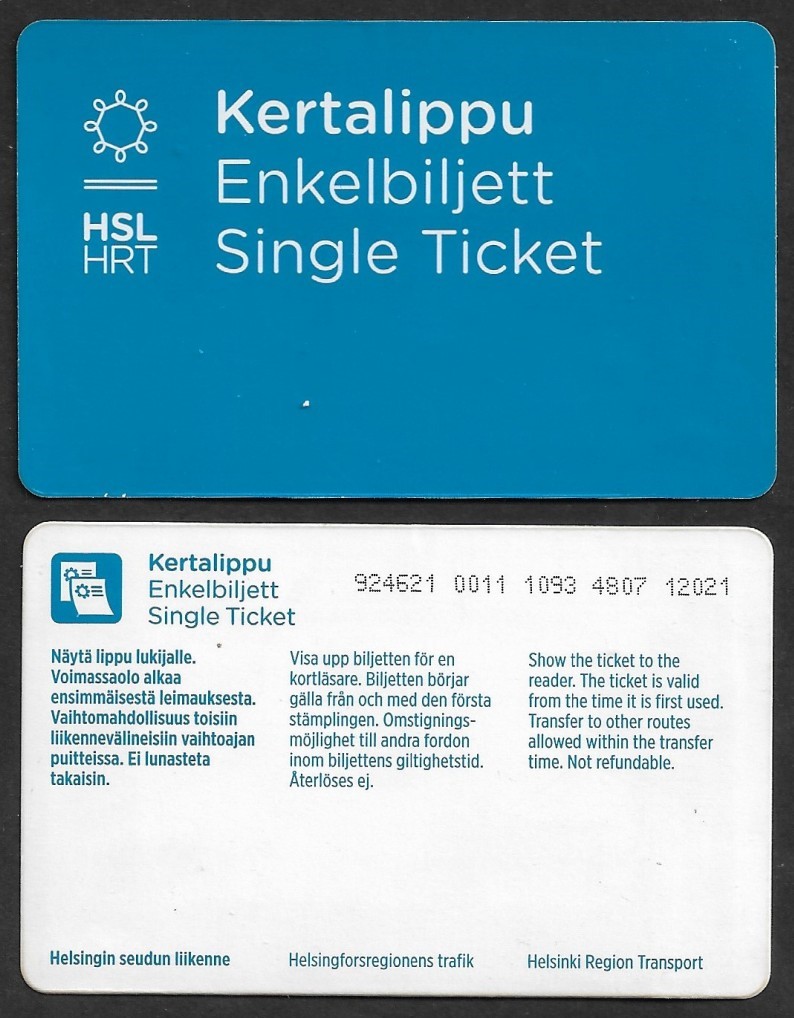 HSL
HRT
Kertalippu
Enkelbiljett
Single Ticket
Kertalippu
Enkelbiljett
Single Ticket
924621 0011 1093 4807 12021
Näytä lippu lukijalle.
Voimassaolo alkaa
ensimmäisestä leimauksesta.
Vaihtomahdollisuus toisiin
liikennevälineisiin vaihtoajan
puitteissa. Ei lunasteta
takaisin.
Visa upp biljetten för en
kortläsare. Biljetten börjar
gälla från och med den första
stämplingen. Omstignings-
möjlighet till andra fordon
inom biljettens giltighetstid.
Återlöses ej.
Show the ticket to the
reader. The ticket is valid
from the time it is first used.
Transfer to other routes
allowed within the transfer
time. Not refundable.
Helsingin seudun liikenne
Helsingforsregionens trafik
Helsinki Region Transport